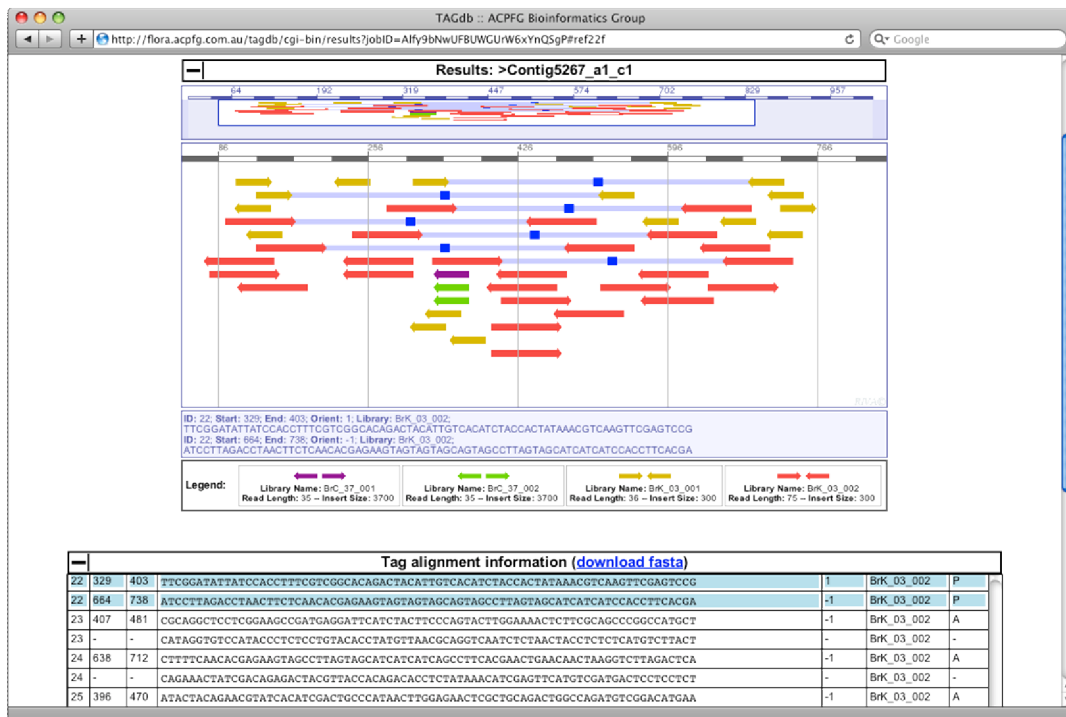 TAGdb :: ACPFG Bioinformatics Group
http://flora.acpfg.com.au/tagdb/cgi-bin/results?jobID=Alfy9bNwUFBUWGUrW6xYnQSgP#ref22f
Google
Results: >Contig5267_a1_c1
64 192 319 447 574 702 829 957
86 256 426 596 766
ID: 22; Start: 329; End: 403; Orient: 1; Library: BrK_03_002;
TTCGGATATTATCCACCTTTCGTCGGCACAGACTACATTGTCACATCTACCACTATAAACGTCAAGTTCGAGTCCG
ID: 22; Start: 664; End: 738; Orient: -1; Library: BrK_03_002;
ATCCTTAGACCTAACTTCTCAACACGAGAAGTAGTAGTAGCAGTAGCCTTAGTAGCATCATCATCCACCTTCACGA
Legend:
Library Name: BrC_37_001
Read Length: 35 -- Insert Size: 3700
Library Name: BrC_37_002
Read Length: 35 -- Insert Size: 3700
Library Name: BrK_03_001
Read Length: 36 -- Insert Size: 300
Library Name: BrK_03_002
Read Length: 75 -- Insert Size: 300
Tag alignment information (download fasta)
22 329 403 TTCGGATATTATCCACCTTTCGTCGGCACAGACTACATTGTCACATCTACCACTATAAACGTCAAGTTCGAGTCCG 1 BrK_03_002 P
22 664 738 ATCCTTAGACCTAACTTCTCAACACGAGAAGTAGTAGTAGCAGTAGCCTTAGTAGCATCATCATCCACCTTCACGA -1 BrK_03_002 P
23 407 481 CGCAGGCTCCTCGGAAGCCGATGAGGATTCATCTACTTCCCAGTACTTGGAAAACTCTTCGCAGCCCGGCCATGCT -1 BrK_03_002 A
23 - - CATAGGTGTCCATACCCTCTCCTGTACACCTATGTTAACGCAGGTCAATCTCTAACTACCTCTCTCATGTCTTACT -1 BrK_03_002 -
24 638 712 CTTTTCAACACGAGAAGTAGCCTTAGTAGCATCATCATCAGCCTTCACGAACTGAACAACTAAGGTCTTAGACTCA -1 BrK_03_002 A
24 - - CAGAAACTATCGACAGAGACTACGTTACCACAGACACCTCTATAAACATCGAGTTCATGTCGATGACTCCTCCTCT -1 BrK_03_002 -
25 396 470 ATACTACAGAACGTATCACATCGACTGCCCATAACTTGGAGAACTCGCTGCAGACTGGCCAGATGTCGGACATGAA -1 BrK_03_002 A